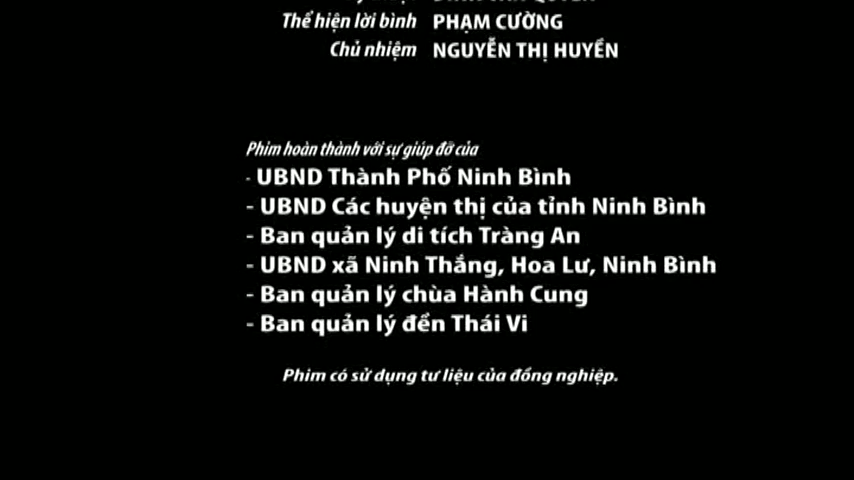 Thể hiện lời bình PHẠM CƯỜNG
Chủ nhiệm NGUYỄN THỊ HUYỀN
Phim hoàn thành với sự giúp đỡ của
- UBND Thành Phố Ninh Bình
- UBND Các huyện thị của tỉnh Ninh Bình
- Ban quản lý di tích Tràng An
- UBND xã Ninh Thắng, Hoa Lư, Ninh Bình
- Ban quản lý chùa Hành Cung
- Ban quản lý đền Thái Vi
Phim có sử dụng tư liệu của đồng nghiệp.